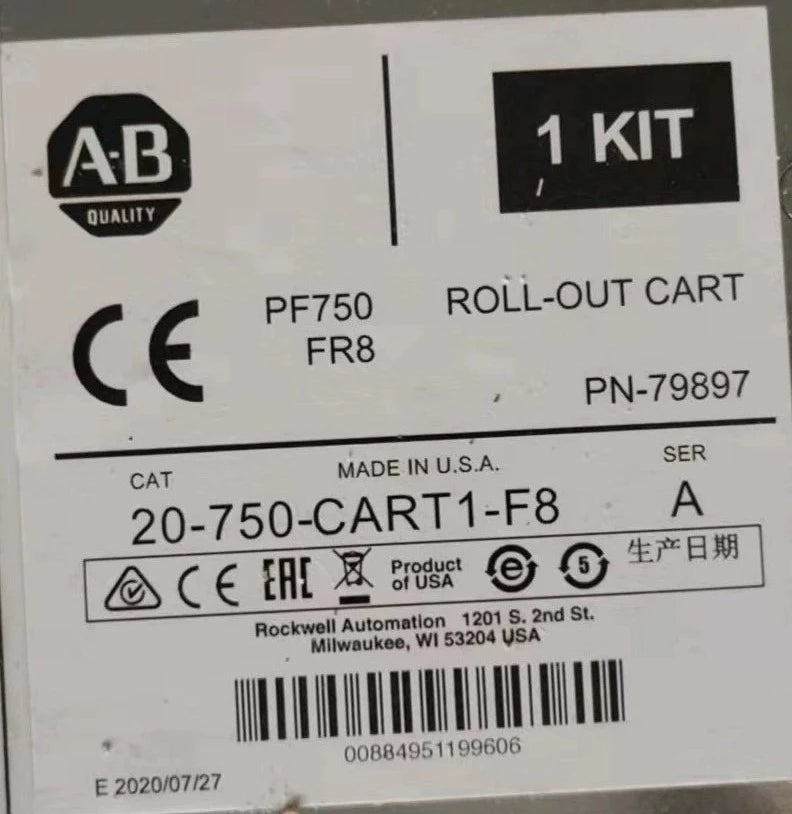 A-B
QUALITY
1 KIT
PF750 ROLL-OUT CART
FR8
PN-79897
CAT MADE IN U.S.A. SER
20-750-CART1-F8 A
CE EAC Product of USA e 5 生产日期
Rockwell Automation 1201 S. 2nd St.
Milwaukee, WI 53204 USA
00884951199606
E 2020/07/27